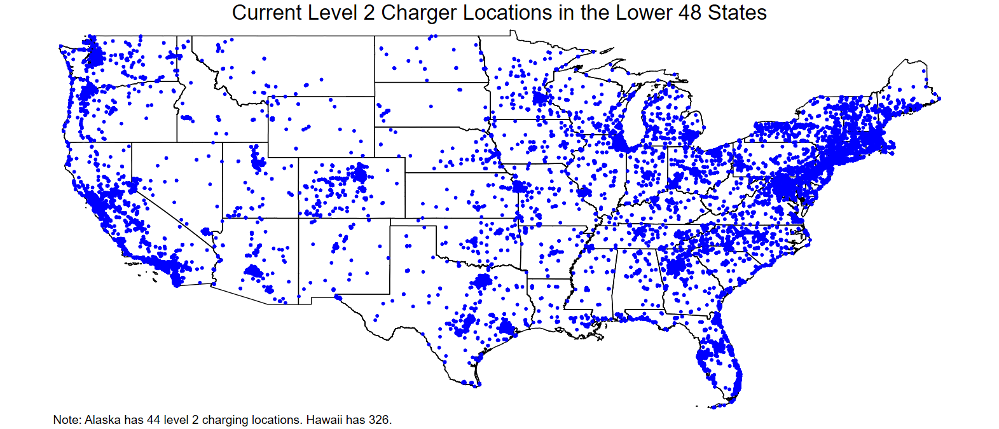 Current Level 2 Charger Locations in the Lower 48 States
Note: Alaska has 44 level 2 charging locations. Hawaii has 326.